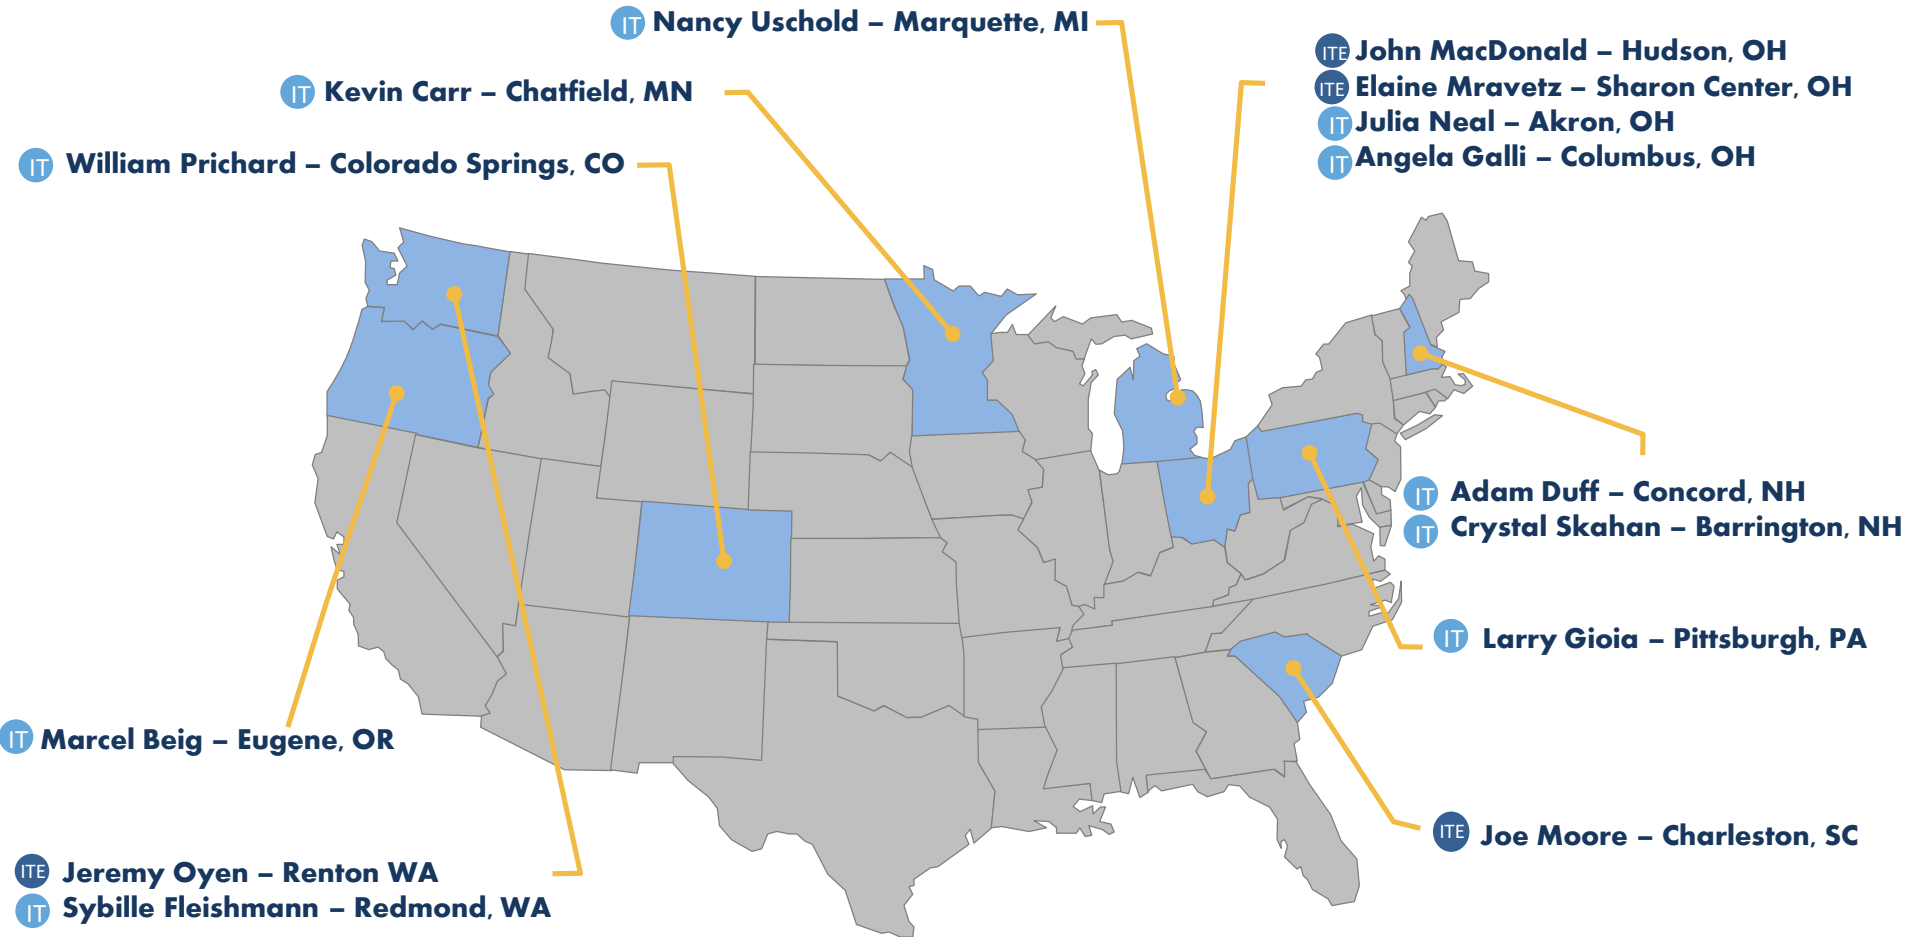 IT Nancy Uschold – Marquette, MI
ITE John MacDonald – Hudson, OH
ITE Elaine Mravetz – Sharon Center, OH
IT Julia Neal – Akron, OH
IT Angela Galli – Columbus, OH
IT Kevin Carr – Chatfield, MN
IT William Prichard – Colorado Springs, CO
IT Adam Duff – Concord, NH
IT Crystal Skahan – Barrington, NH
IT Larry Gioia – Pittsburgh, PA
IT Marcel Beig – Eugene, OR
ITE Joe Moore – Charleston, SC
ITE Jeremy Oyen – Renton WA
IT Sybille Fleishmann – Redmond, WA